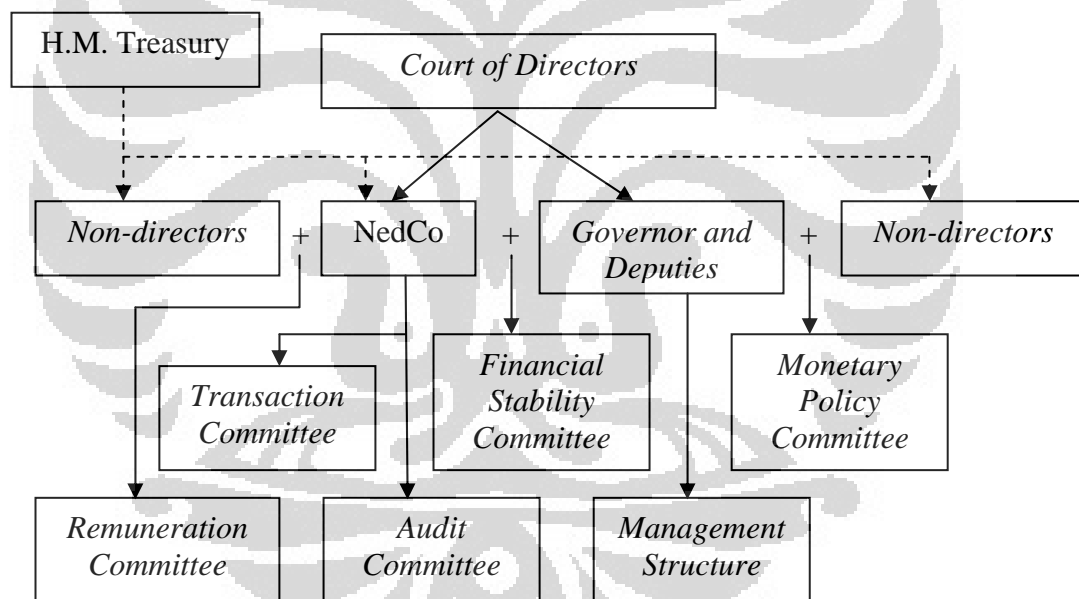 H.M. Treasury
Court of Directors
Non-directors
+
NedCo
+
Governor and
Deputies
+
Non-directors
Transaction
Committee
Financial
Stability
Committee
Monetary
Policy
Committee
Remuneration
Committee
Audit
Committee
Management
Structure